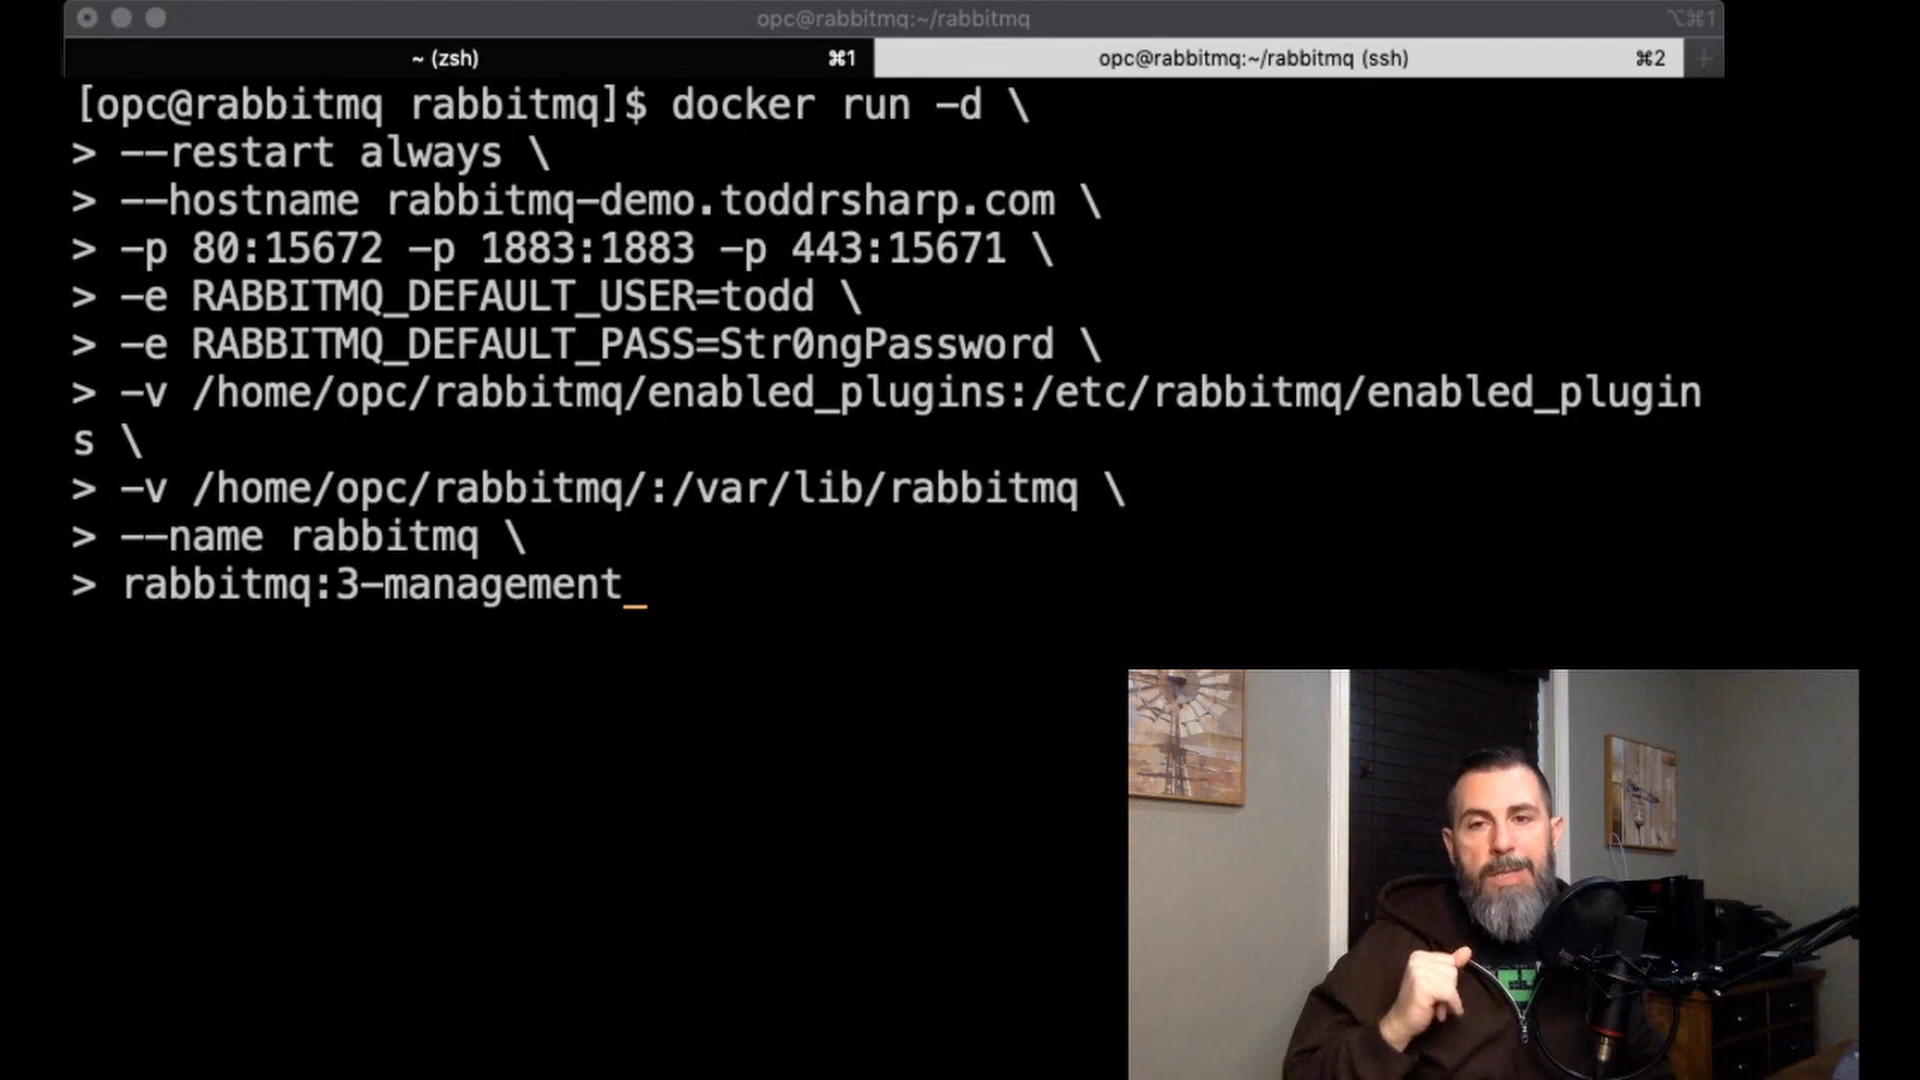 opc@rabbitmq:~/rabbitmq
⌥⌘1
~ (zsh)
⌘1
opc@rabbitmq:~/rabbitmq (ssh)
⌘2
+
[opc@rabbitmq rabbitmq]$ docker run -d \
> --restart always \
> --hostname rabbitmq-demo.toddrsharp.com \
> -p 80:15672 -p 1883:1883 -p 443:15671 \
> -e RABBITMQ_DEFAULT_USER=todd \
> -e RABBITMQ_DEFAULT_PASS=Str0ngPassword \
> -v /home/opc/rabbitmq/enabled_plugins:/etc/rabbitmq/enabled_plugin
s \
> -v /home/opc/rabbitmq/:/var/lib/rabbitmq \
> --name rabbitmq \
> rabbitmq:3-management_